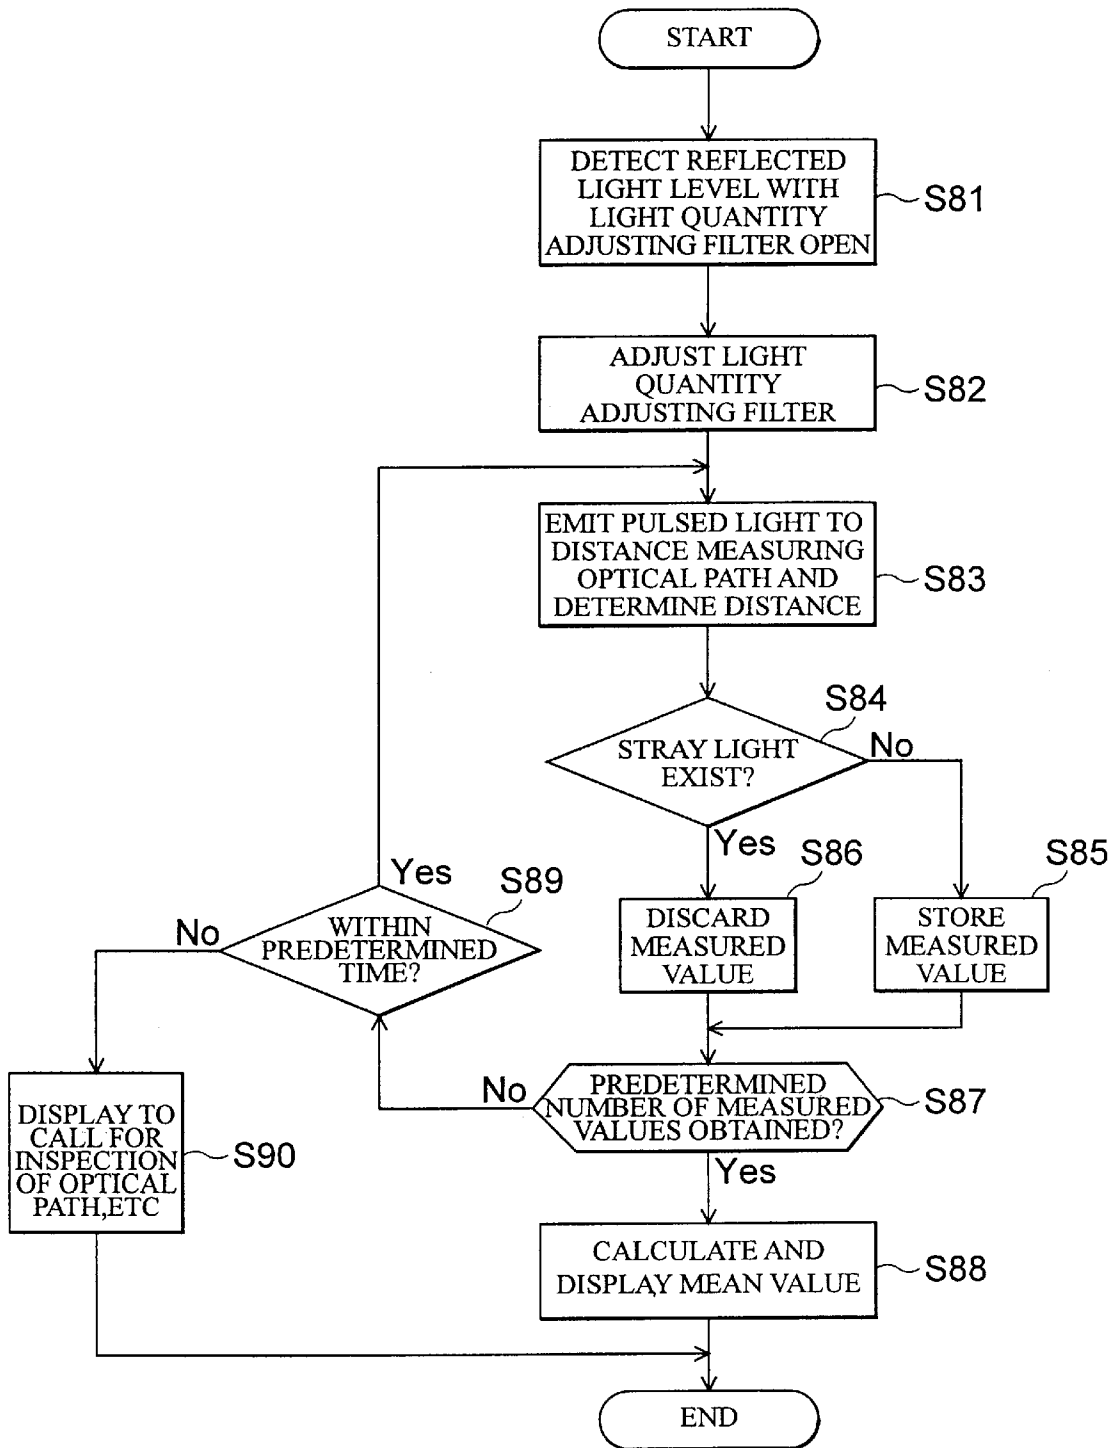 START
DETECT REFLECTED
LIGHT LEVEL WITH
LIGHT QUANTITY
ADJUSTING FILTER OPEN
S81
ADJUST LIGHT
QUANTITY
ADJUSTING FILTER
S82
EMIT PULSED LIGHT TO
DISTANCE MEASURING
OPTICAL PATH AND
DETERMINE DISTANCE
S83
STRAY LIGHT
EXIST?
S84
No
Yes
DISCARD
MEASURED
VALUE
S86
STORE
MEASURED
VALUE
S85
PREDETERMINED
NUMBER OF MEASURED
VALUES OBTAINED?
S87
No
Yes
WITHIN
PREDETERMINED
TIME?
S89
Yes
No
DISPLAY TO
CALL FOR
INSPECTION
OF OPTICAL
PATH,ETC
S90
CALCULATE AND
DISPLAY MEAN VALUE
S88
END